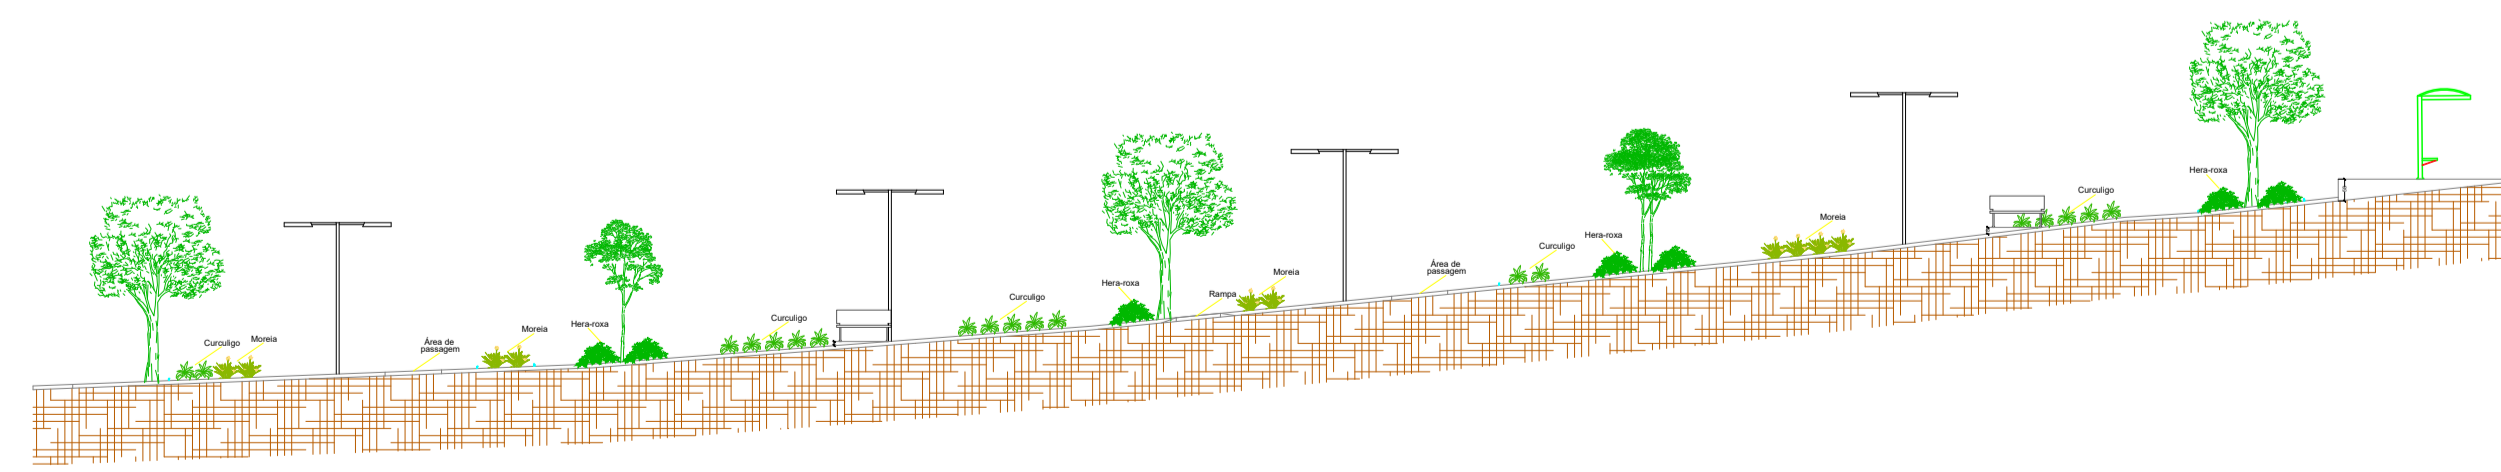 Curculigo
Moreia
Área de
passagem
Moreia
Hera-roxa
Curculigo
Curculigo
Hera-roxa
Rampa
Moreia
Área de
passagem
Curculigo
Hera-roxa
Moreia
Curculigo
Hera-roxa